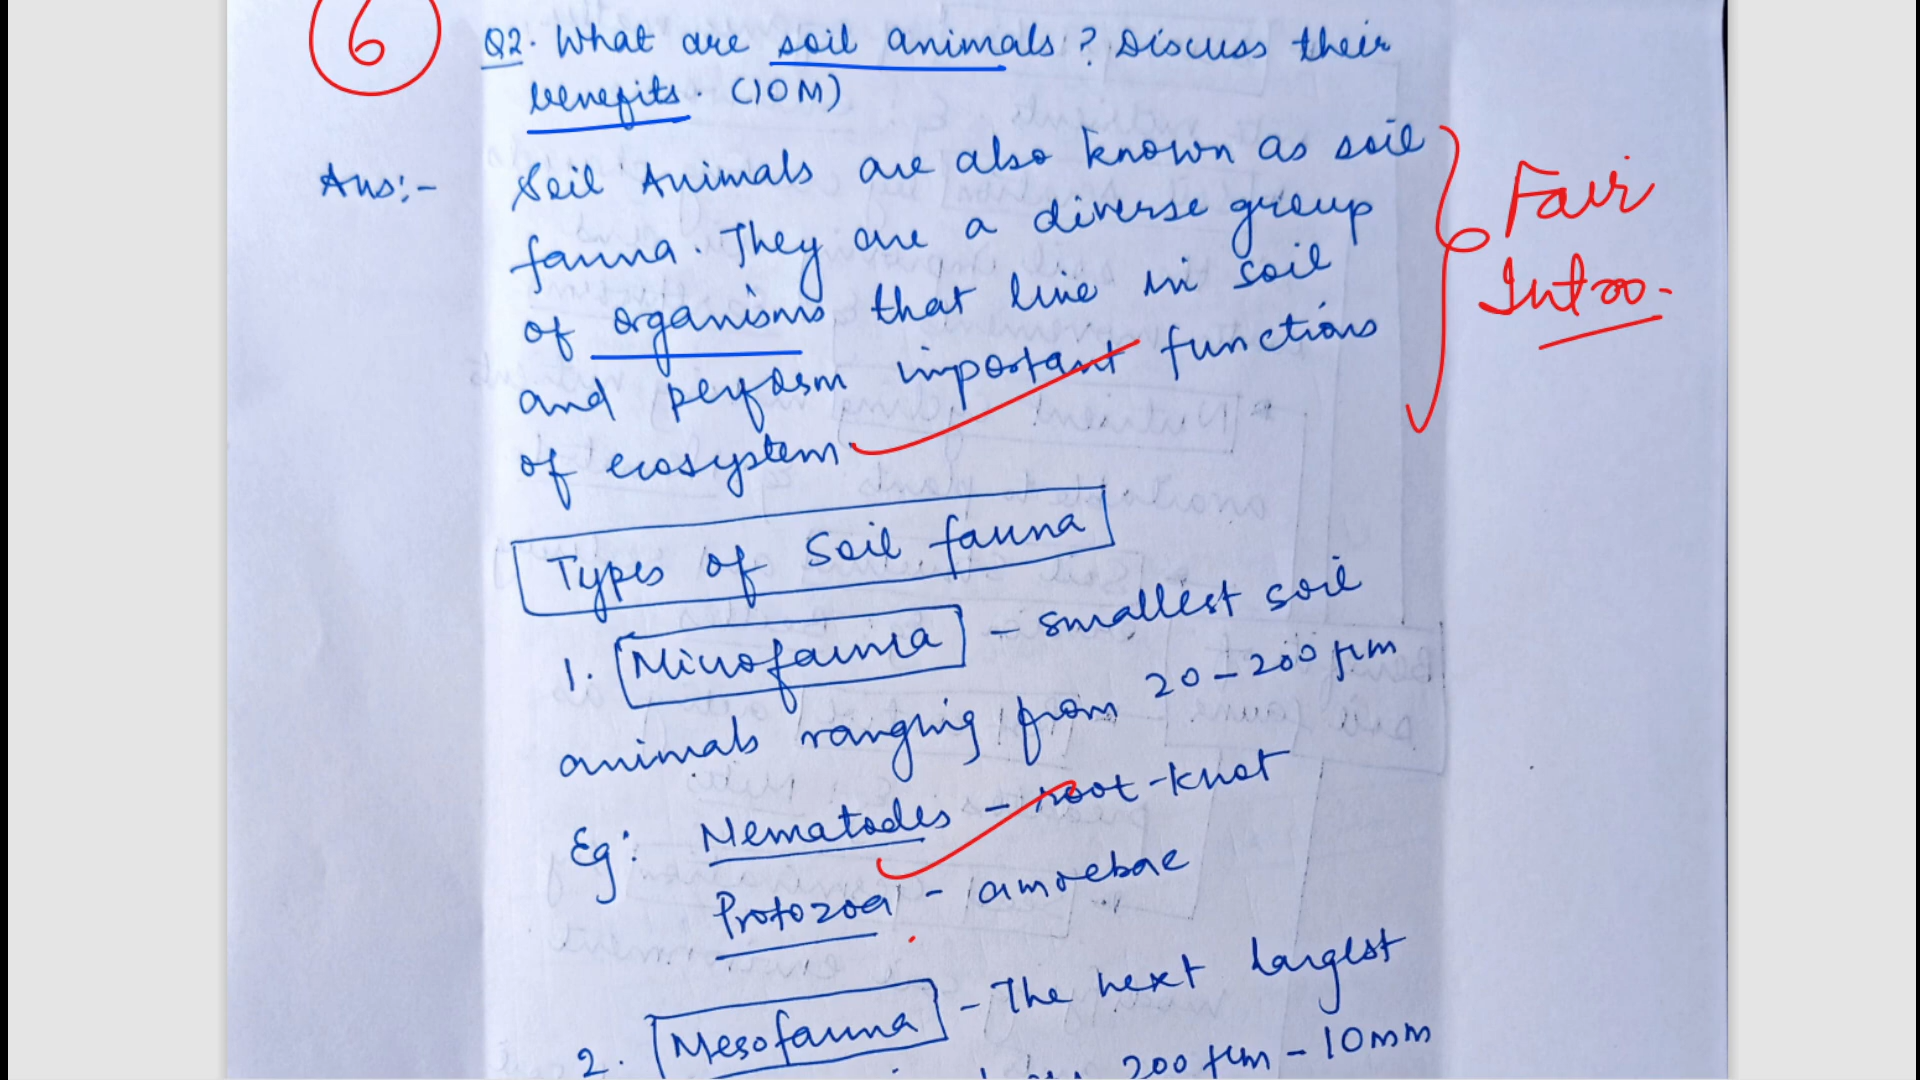 6
Q2. What are soil animals? Discuss their
benefits. (10M)
Ans:- Soil Animals are also known as soil
fauna. They are a diverse group
of organisms that live in soil
and perform important functions
of ecosystem
Fair
Intro.
Types of Soil fauna
1. Microfauna - smallest soil
animals ranging from 20-200 μm
Eg: Nematodes - root-knot
Protozoa - amoebae
2. Mesofauna - The next largest
200 μm - 10mm